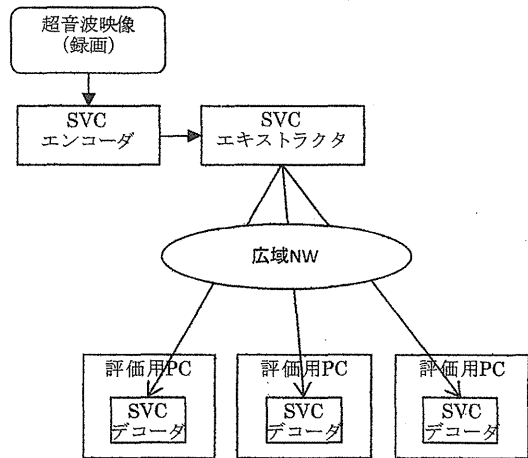 超音波映像
(録画)
SVC
エンコーダ
SVC
エキストラクタ
広域NW
評価用PC
評価用PC
評価用PC
SVC
デコーダ
SVC
デコーダ
SVC
デコーダ